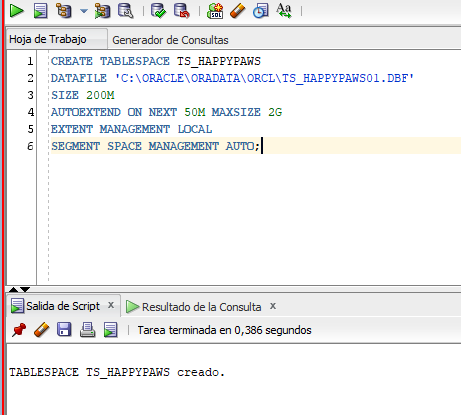 SQL
Aa
Hoja de Trabajo Generador de Consultas
1 CREATE TABLESPACE TS_HAPPYPAWS
2 DATAFILE 'C:\ORACLE\ORADATA\ORCL\TS_HAPPYPAWS01.DBF'
3 SIZE 200M
4 AUTOEXTEND ON NEXT 50M MAXSIZE 2G
5 EXTENT MANAGEMENT LOCAL
6 SEGMENT SPACE MANAGEMENT AUTO;
Salida de Script x Resultado de la Consulta x
Tarea terminada en 0,386 segundos
TABLESPACE TS_HAPPYPAWS creado.